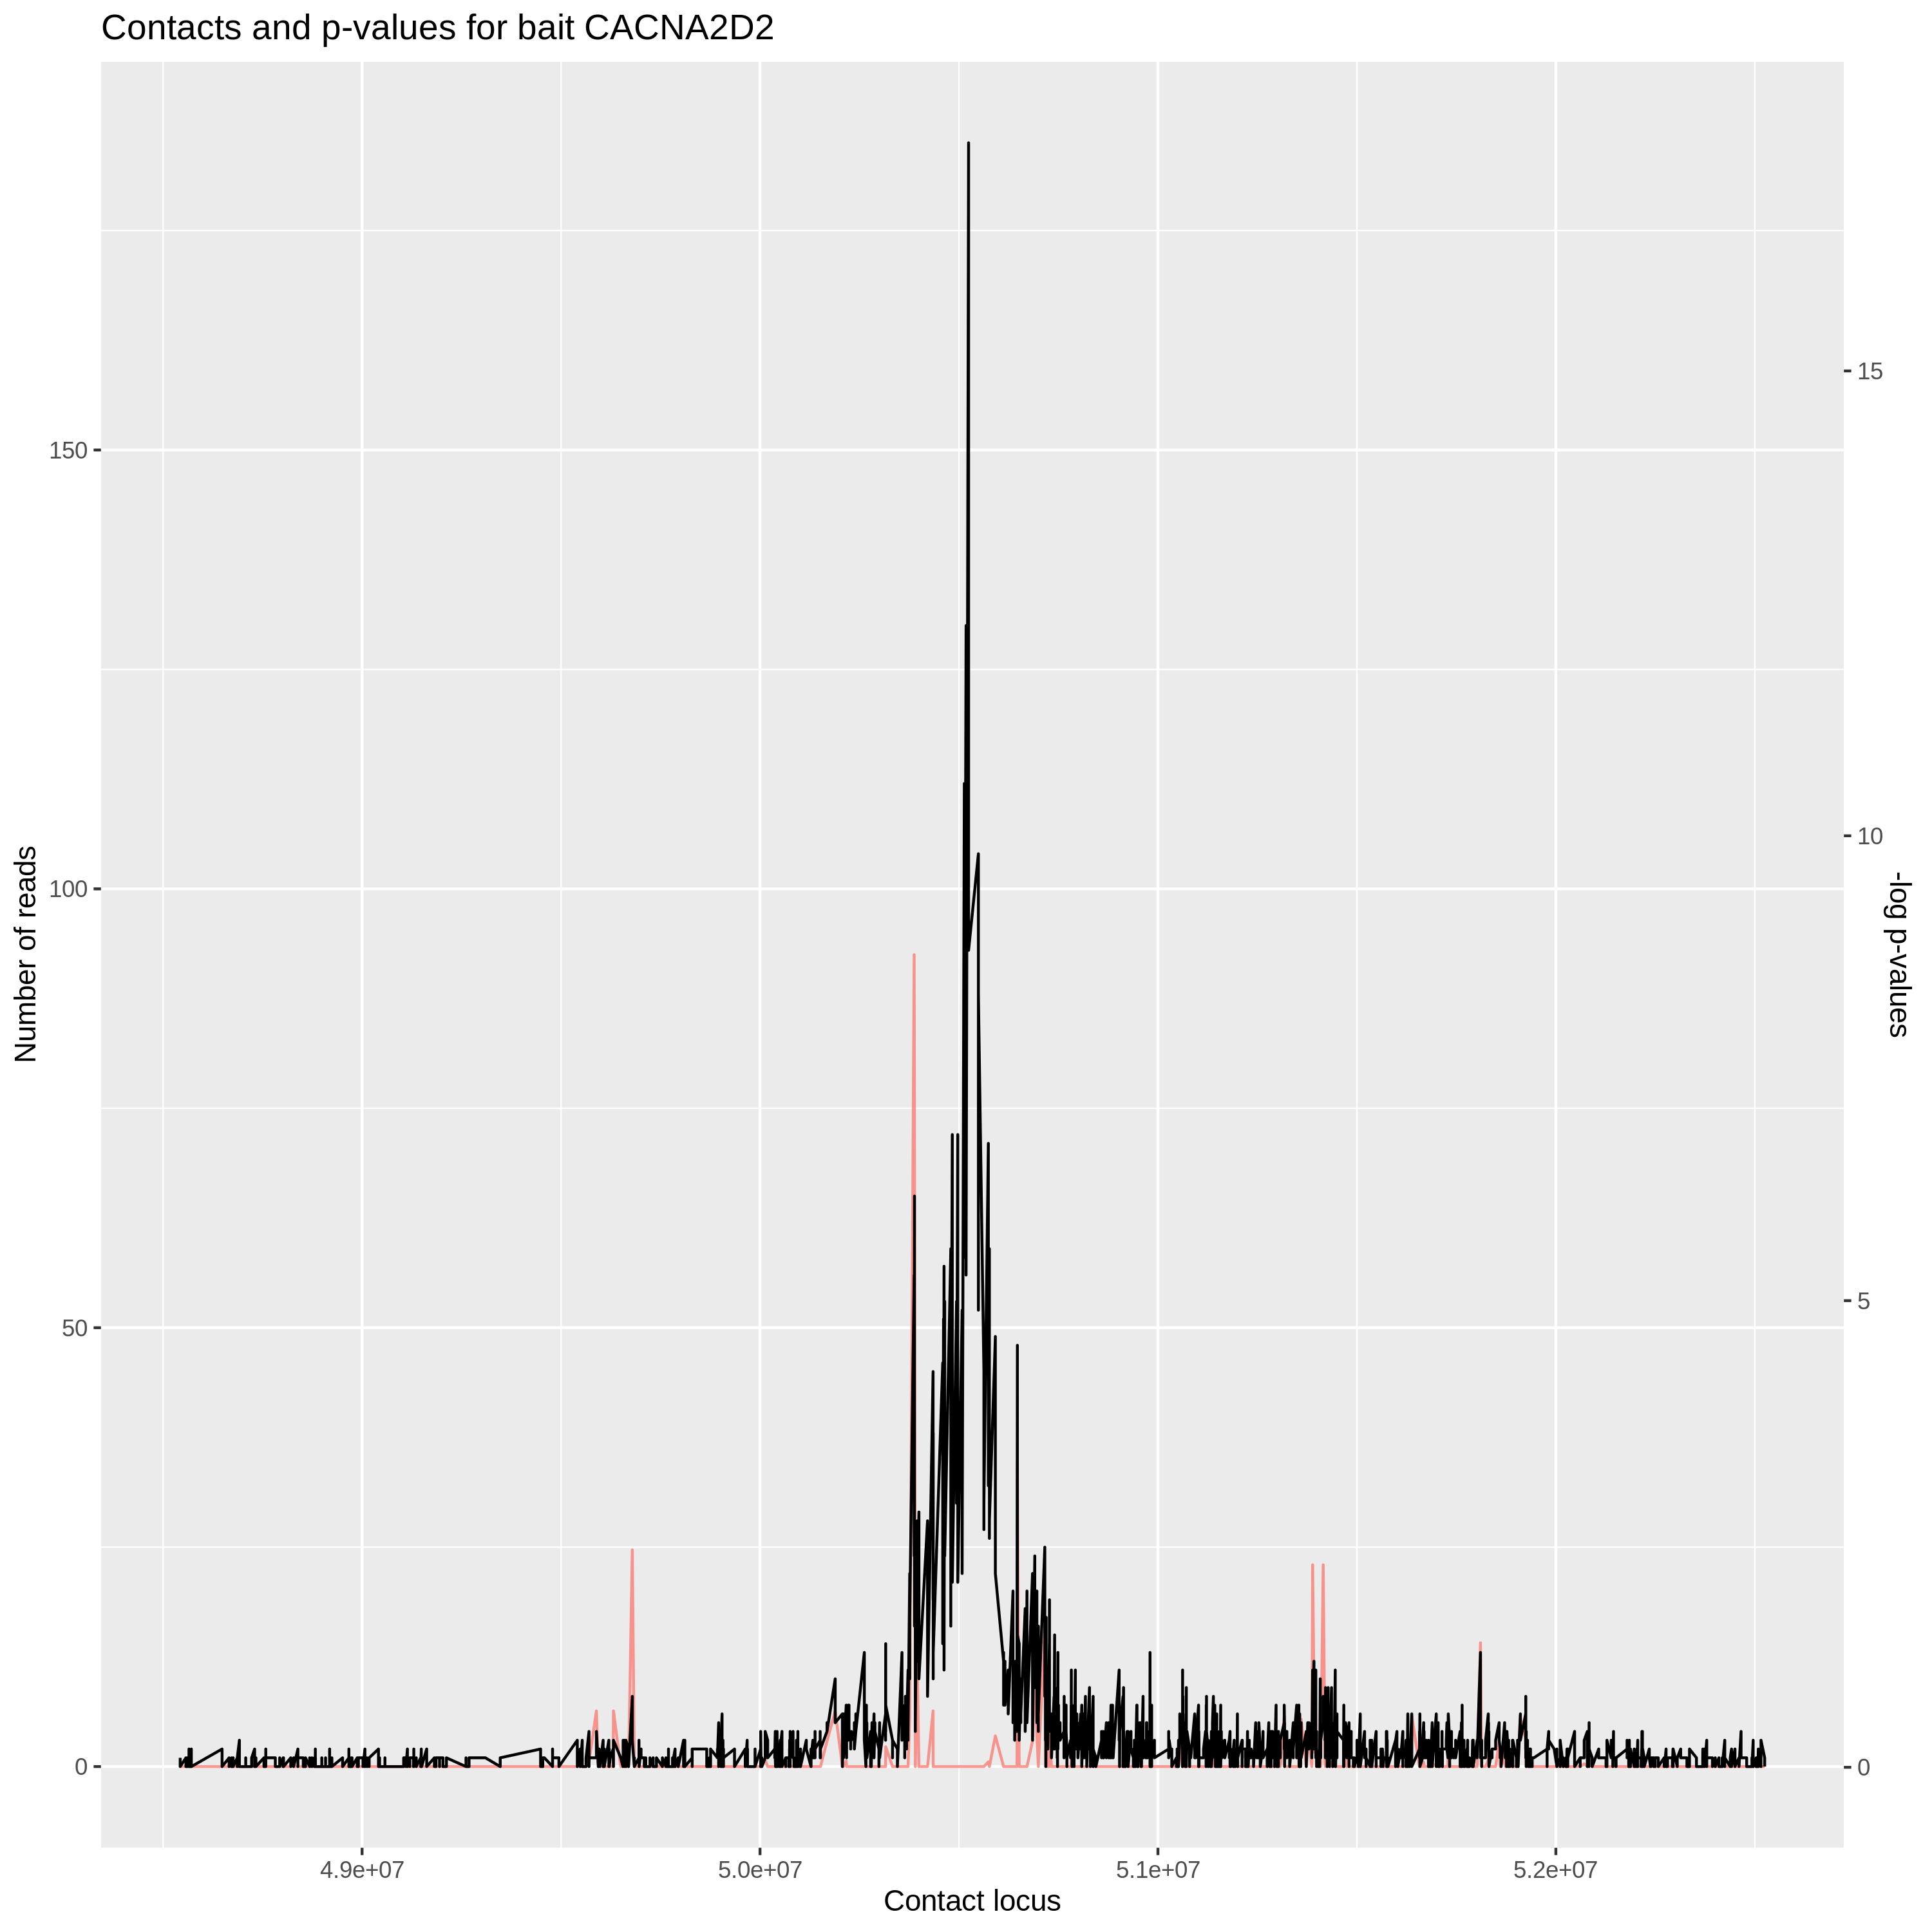 Contacts and p-values for bait CACNA2D2
150
100
50
0
15
10
5
0
Number of reads
-log p-values
4.9e+07
5.0e+07
5.1e+07
5.2e+07
Contact locus